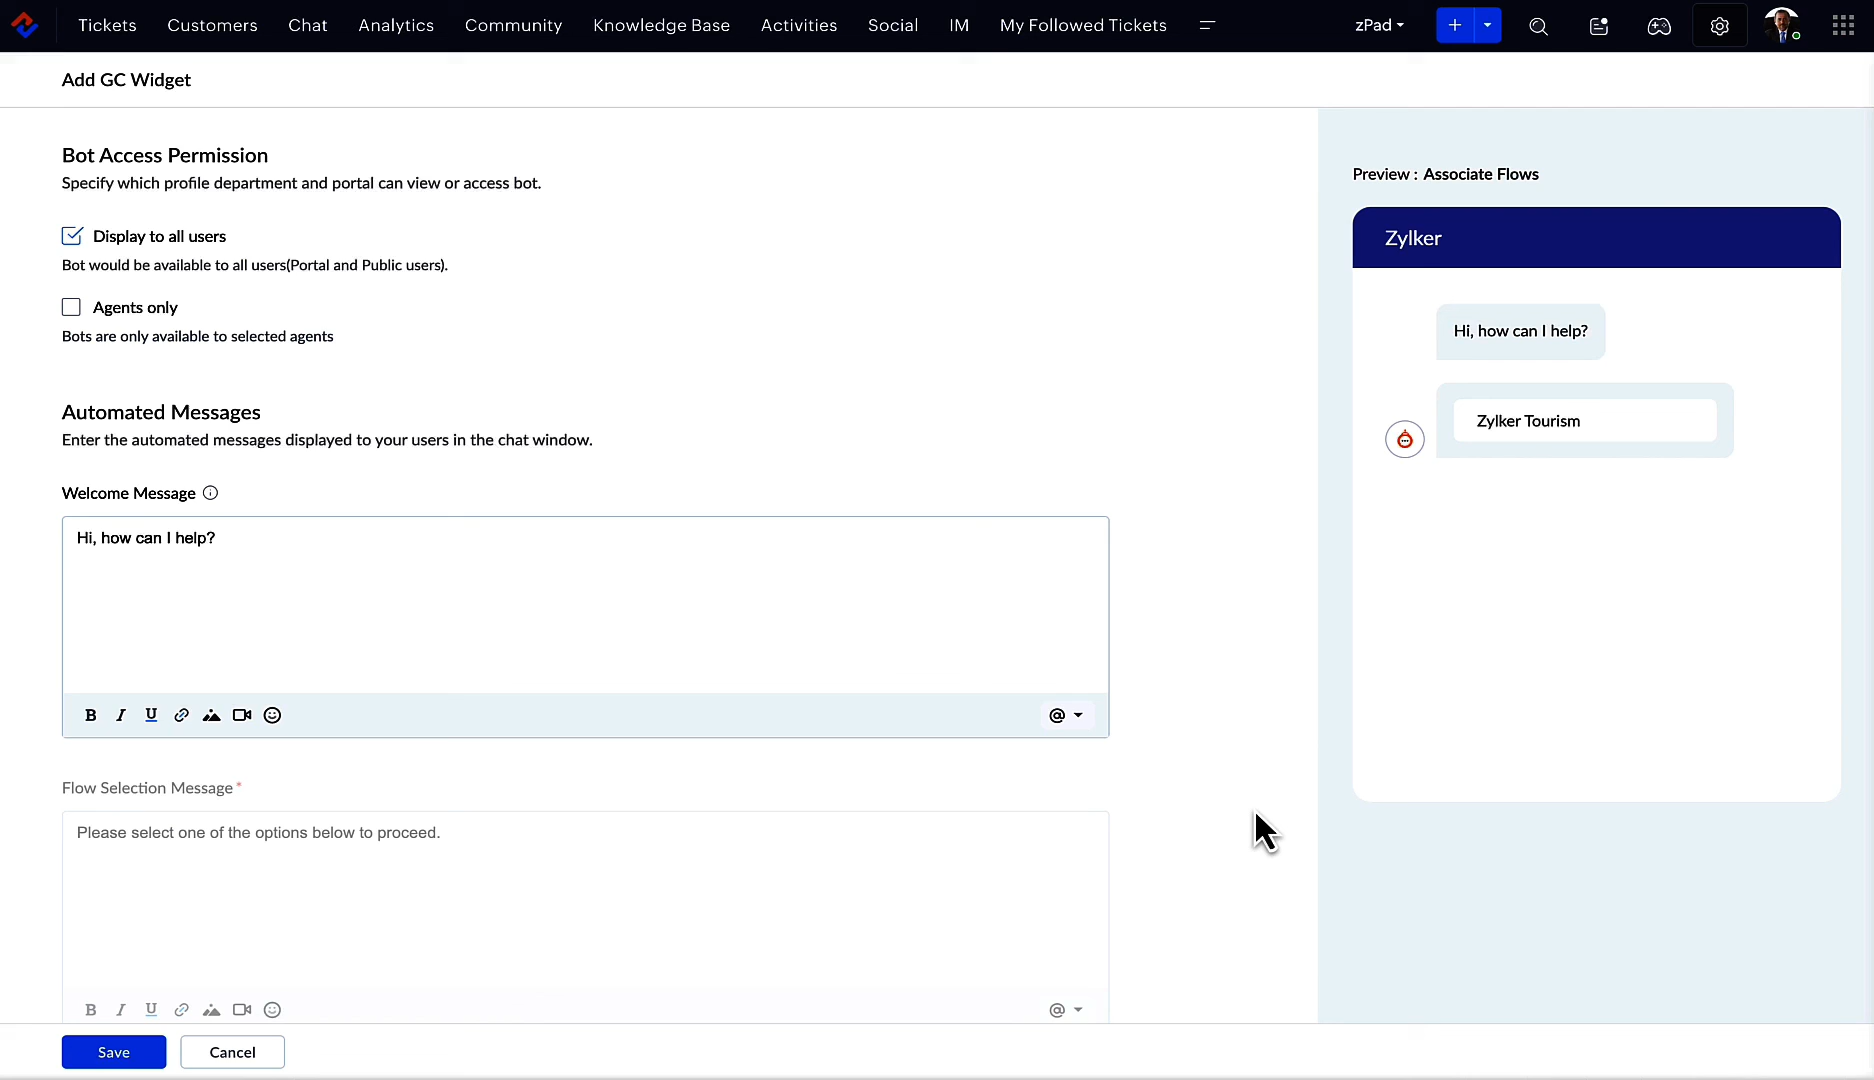 Tickets Customers Chat Analytics Community Knowledge Base Activities Social IM My Followed Tickets zPad
Add GC Widget
Bot Access Permission
Specify which profile department and portal can view or access bot.
Display to all users
Bot would be available to all users(Portal and Public users).
Agents only
Bots are only available to selected agents
Automated Messages
Enter the automated messages displayed to your users in the chat window.
Welcome Message
Hi, how can I help?
B I U @
Flow Selection Message*
Please select one of the options below to proceed.
B I U @
Save Cancel
Preview : Associate Flows
Zylker
Hi, how can I help?
Zylker Tourism